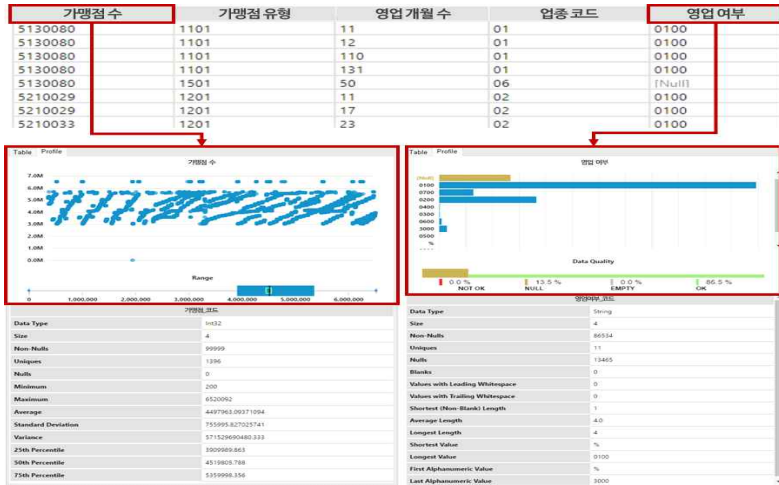 가맹점 수 가맹점 유형 영업 개월 수 업종 코드 영업 여부
5130080 1101 11 01 0100
5130080 1101 12 01 0100
5130080 1101 110 01 0100
5130080 1101 131 01 0100
5130080 1501 50 06 [Null]
5210029 1201 11 02 0100
5210029 1201 17 02 0100
5210033 1201 23 02 0100
Table Profile
가맹점 수
7.0M
6.0M
5.0M
4.0M
3.0M
2.0M
1.0M
0.0M
Range
0 1,000,000 2,000,000 3,000,000 4,000,000 5,000,000 6,000,000
가맹점_코드
Data Type Int32
Size 4
Non-Nulls 99999
Uniques 1396
Nulls 0
Minimum 200
Maximum 6520092
Average 4497963.09371094
Standard Deviation 755995.827025741
Variance 571529690480.333
25th Percentile 3909989.863
50th Percentile 4519805.788
75th Percentile 5359998.356
Table Profile
영업 여부
[Null]
0100
0700
0200
0400
0300
0600
3000
0500
%
Data Quality
0.0 % 13.5 % 0.0 % 86.5 %
NOT OK NULL EMPTY OK
영업여부_코드
Data Type String
Size 4
Non-Nulls 86534
Uniques 11
Nulls 13465
Blanks 0
Values with Leading Whitespace 0
Values with Trailing Whitespace 0
Shortest (Non-Blank) Length 1
Average Length 4.0
Longest Length 4
Shortest Value %
Longest Value 0100
First Alphanumeric Value %
Last Alphanumeric Value 3000